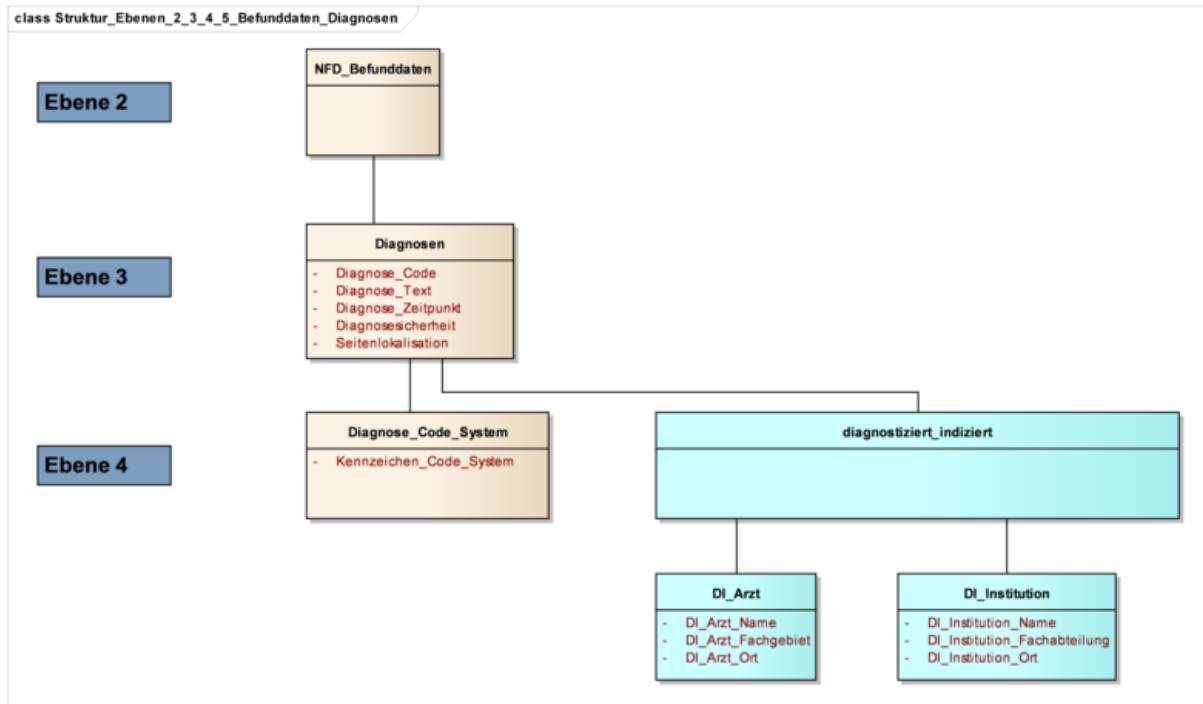 class Struktur_Ebenen_2_3_4_5_Befunddaten_Diagnosen
NFD_Befunddaten
Ebene 2
Diagnosen
- Diagnose_Code
- Diagnose_Text
- Diagnose_Zeitpunkt
- Diagnosesicherheit
- Seitenlokalisation
Ebene 3
Diagnose_Code_System
- Kennzeichen_Code_System
diagnostiziert_indiziert
Ebene 4
DI_Arzt
- DI_Arzt_Name
- DI_Arzt_Fachgebiet
- DI_Arzt_Ort
DI_Institution
- DI_Institution_Name
- DI_Institution_Fachabteilung
- DI_Institution_Ort